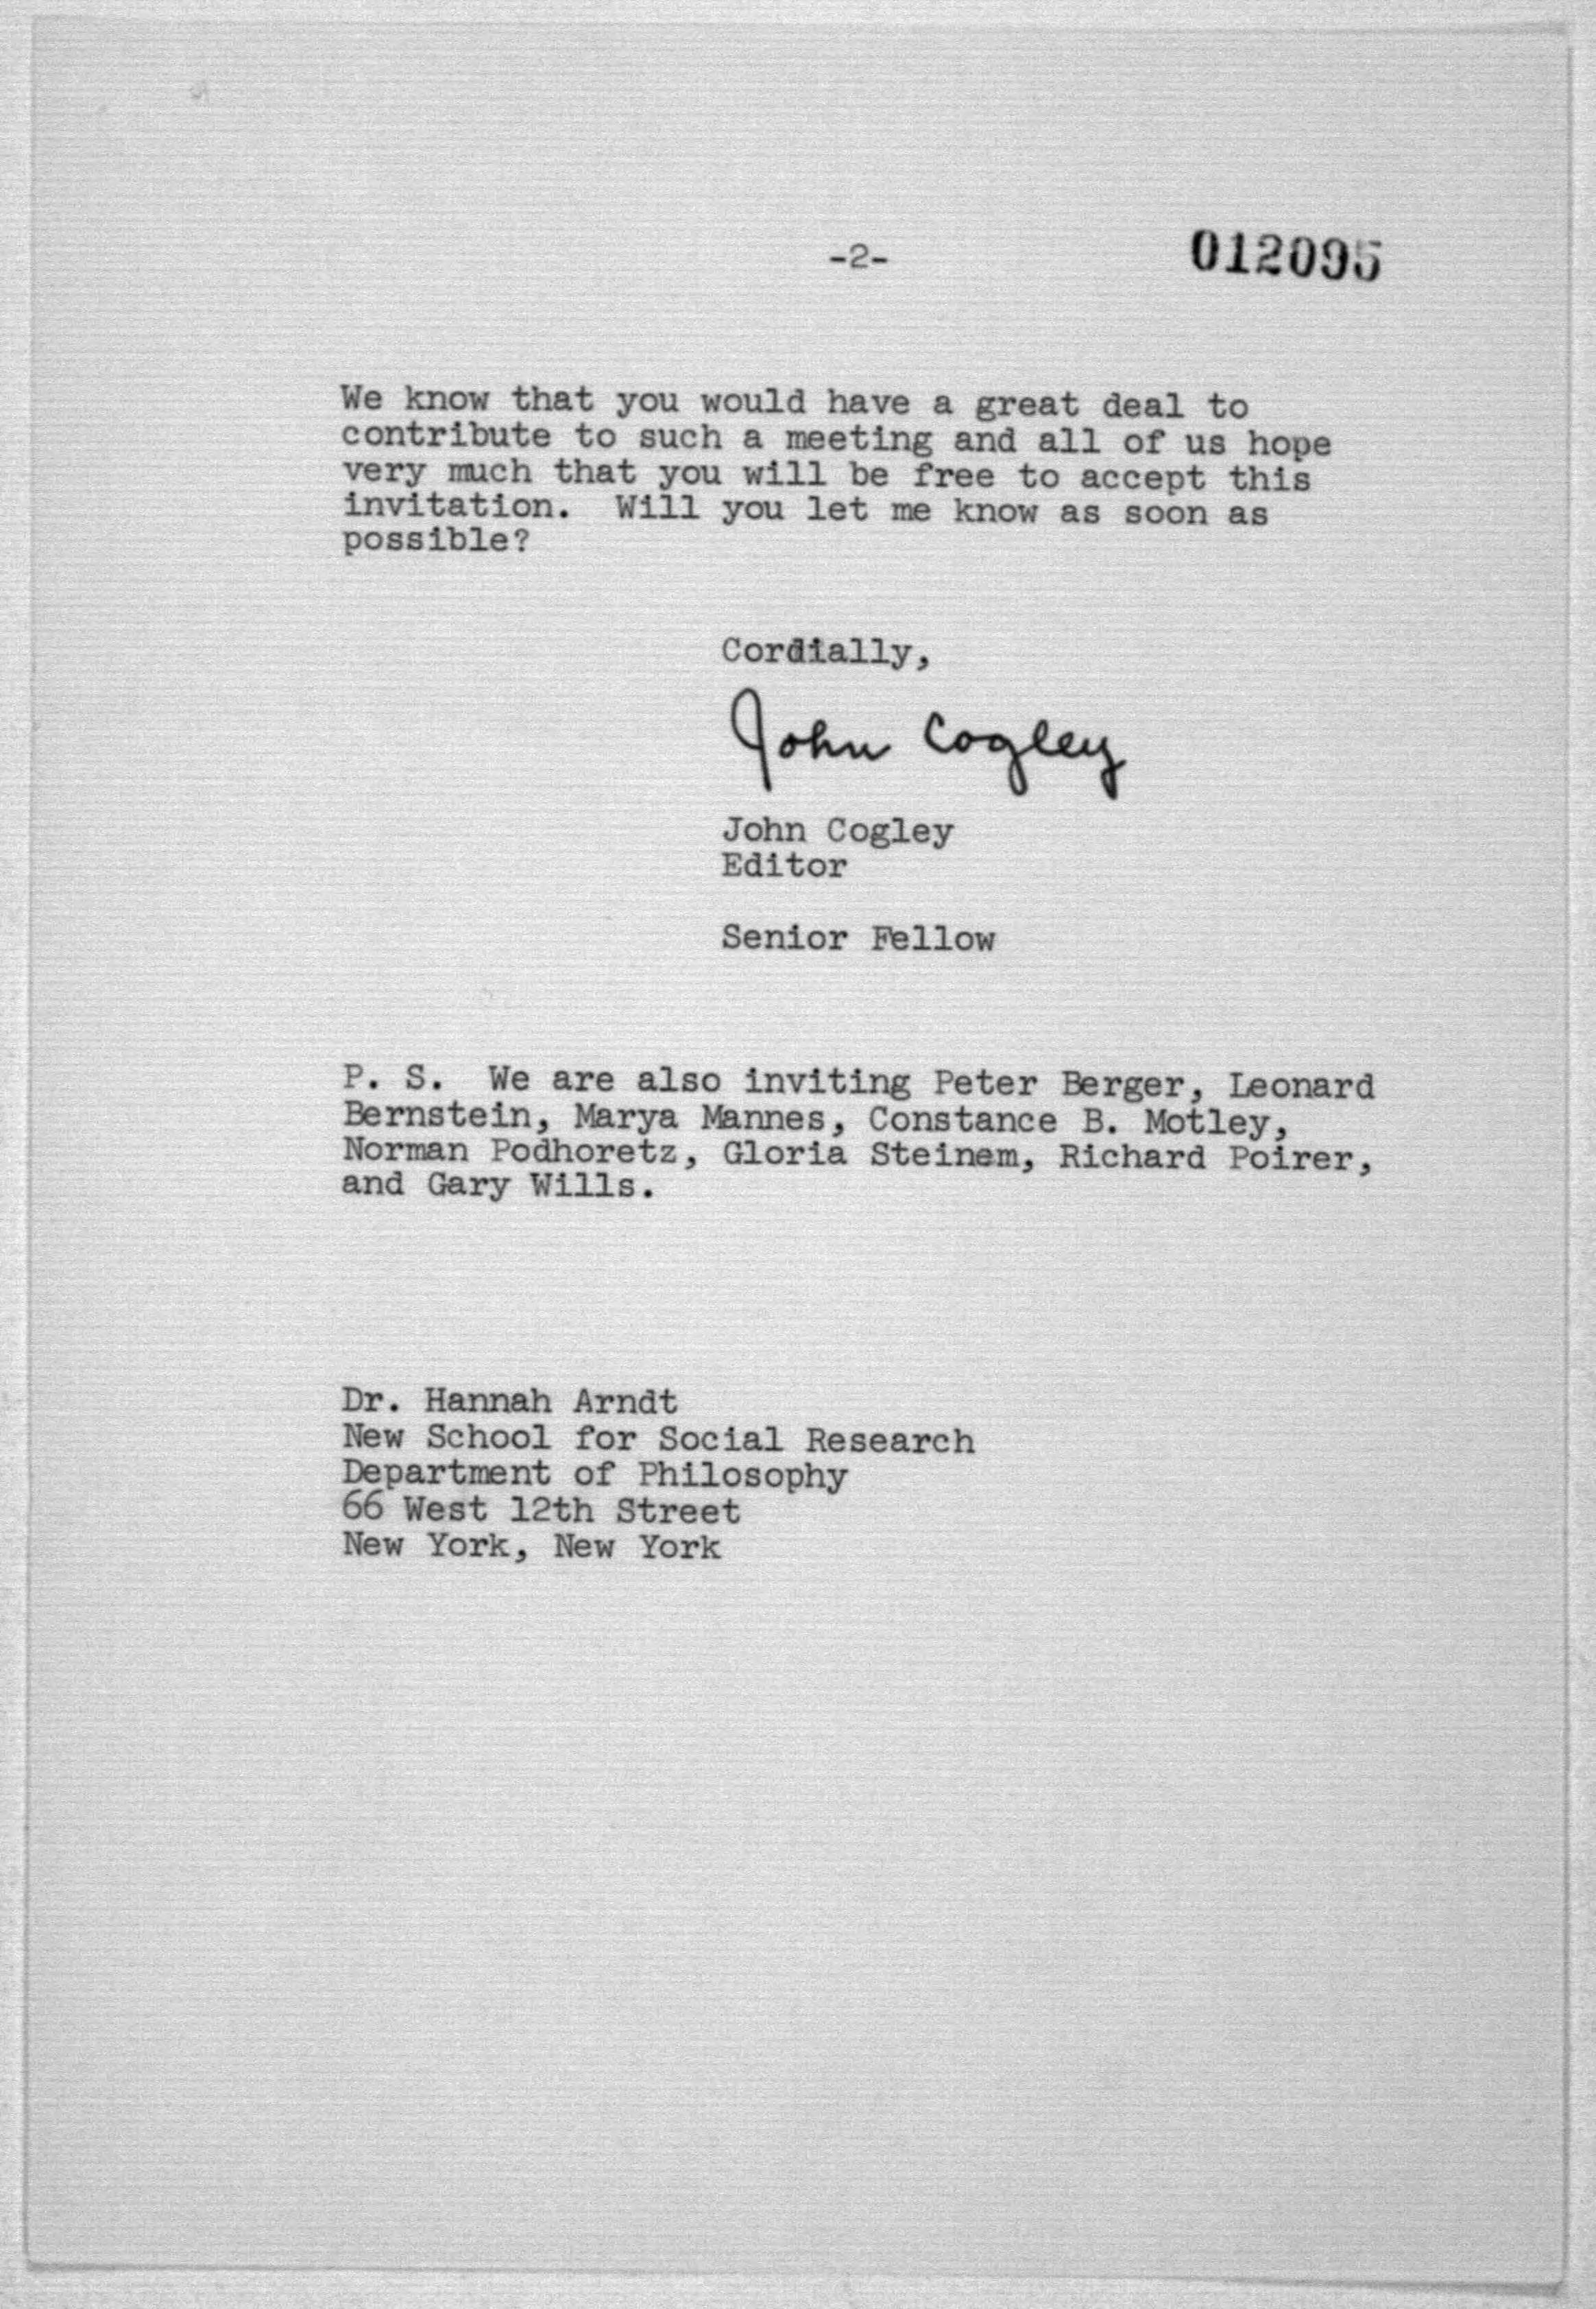 -2-
012095
We know that you would have a great deal to
contribute to such a meeting and all of us hope
very much that you will be free to accept this
invitation. Will you let me know as soon as
possible?
Cordially,
John Cogley
John Cogley
Editor
Senior Fellow
P. S. We are also inviting Peter Berger, Leonard
Bernstein, Marya Mannes, Constance B. Motley,
Norman Podhoretz, Gloria Steinem, Richard Poirer,
and Gary Wills.
Dr. Hannah Arndt
New School for Social Research
Department of Philosophy
66 West 12th Street
New York, New York